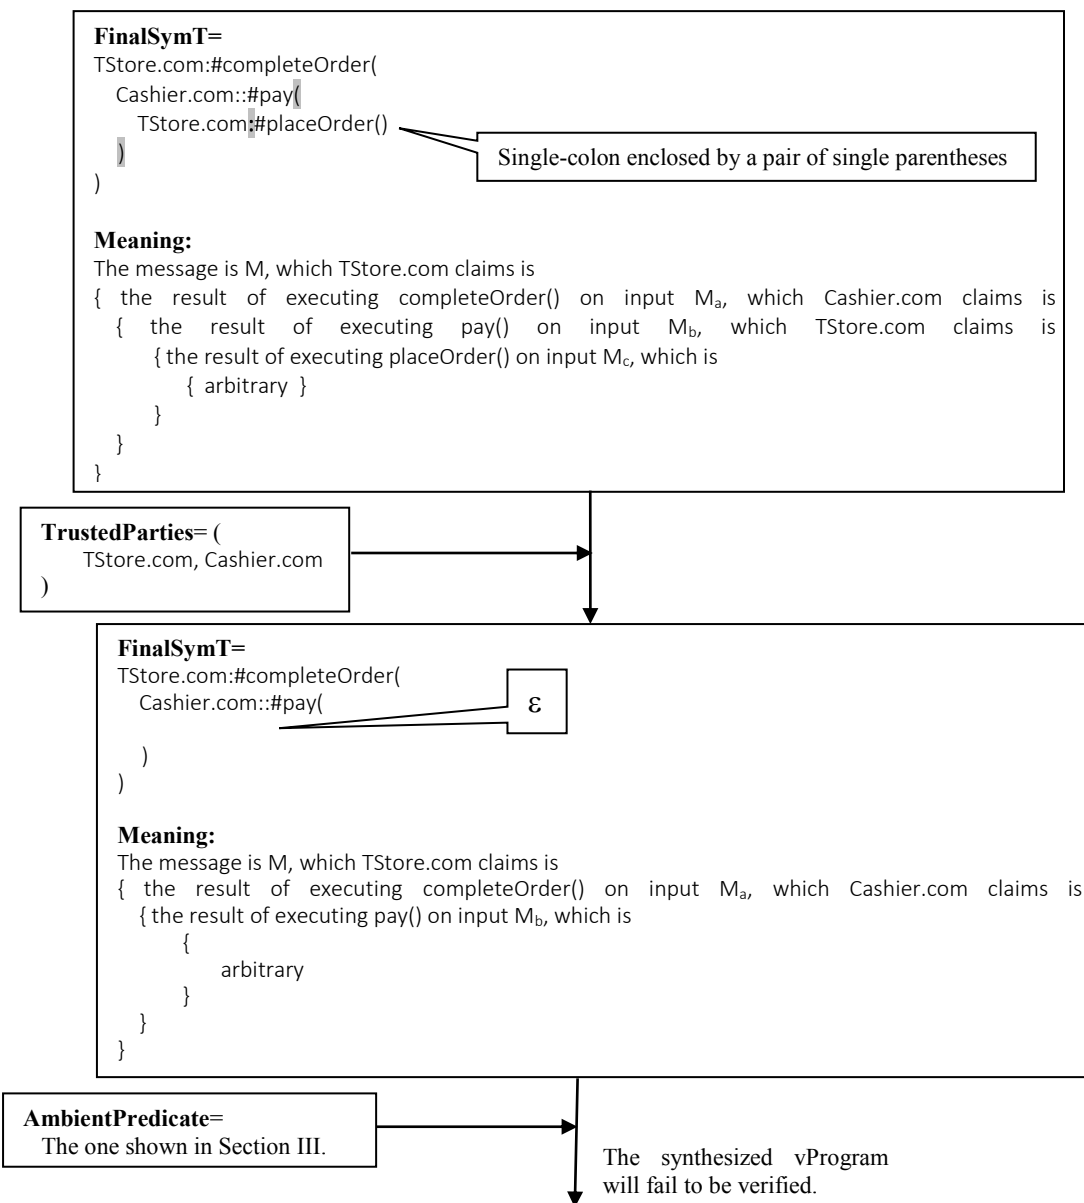 FinalSymT=
TStore.com:#completeOrder(
Cashier.com::#pay(
TStore.com:#placeOrder()
)
)
Single-colon enclosed by a pair of single parentheses
Meaning:
The message is M, which TStore.com claims is
{ the result of executing completeOrder() on input Ma, which Cashier.com claims is
{ the result of executing pay() on input Mb, which TStore.com claims is
{ the result of executing placeOrder() on input Mc, which is
{ arbitrary }
}
}
}
TrustedParties= (
TStore.com, Cashier.com
)
FinalSymT=
TStore.com:#completeOrder(
Cashier.com::#pay(
ε
)
)
Meaning:
The message is M, which TStore.com claims is
{ the result of executing completeOrder() on input Ma, which Cashier.com claims is
{ the result of executing pay() on input Mb, which is
{
arbitrary
}
}
}
AmbientPredicate=
The one shown in Section III.
The synthesized vProgram
will fail to be verified.